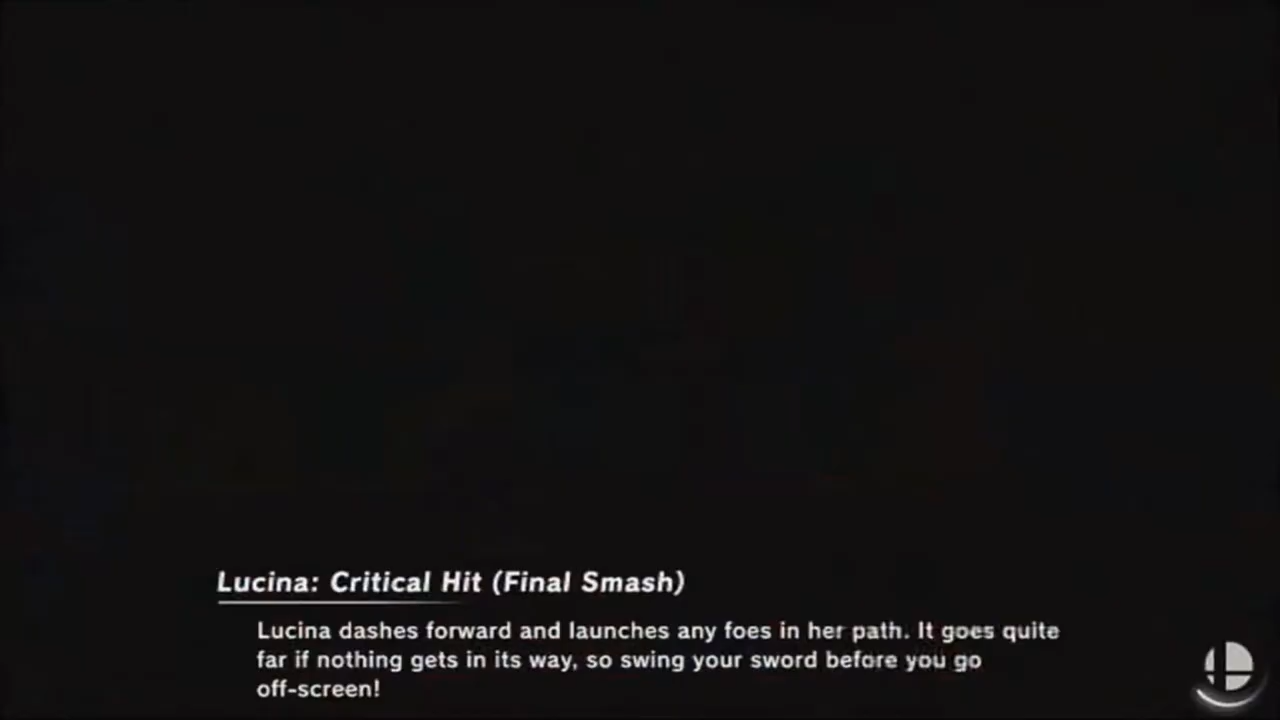 Lucina: Critical Hit (Final Smash)
Lucina dashes forward and launches any foes in her path. It goes quite
far if nothing gets in its way, so swing your sword before you go
off-screen!